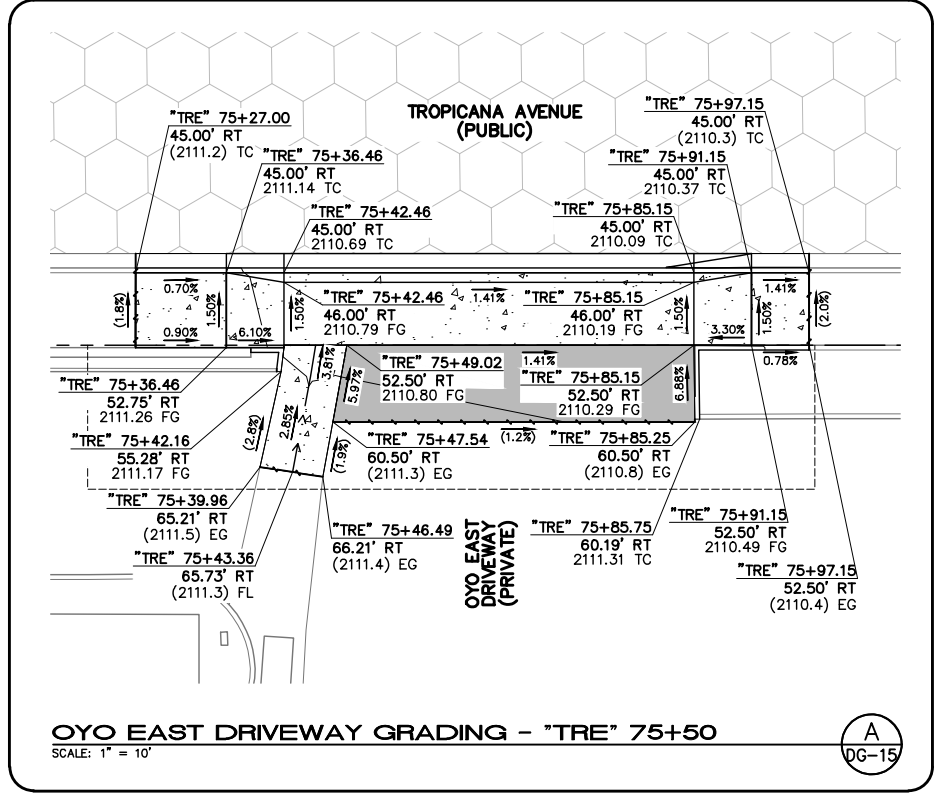 TROPICANA AVENUE
(PUBLIC)
"TRE" 75+27.00
45.00' RT
(2111.2) TC
"TRE" 75+36.46
45.00' RT
2111.14 TC
"TRE" 75+42.46
45.00' RT
2110.69 TC
"TRE" 75+97.15
45.00' RT
(2110.3) TC
"TRE" 75+91.15
45.00' RT
2110.37 TC
"TRE" 75+85.15
45.00' RT
2110.09 TC
(1.8%)
0.70%
0.90%
1.50%
6.10%
1.50%
"TRE" 75+42.46
46.00' RT
2110.79 FG
1.41%
"TRE" 75+85.15
46.00' RT
2110.19 FG
1.50%
3.30%
1.50%
1.41%
(2.0%)
0.78%
3.81%
5.97%
"TRE" 75+49.02
52.50' RT
2110.80 FG
1.41%
"TRE" 75+85.15
52.50' RT
2110.29 FG
6.88%
"TRE" 75+36.46
52.75' RT
2111.26 FG
"TRE" 75+42.16
55.28' RT
2111.17 FG
(2.8%)
2.85%
(1.9%)
"TRE" 75+47.54
60.50' RT
(2111.3) EG
(1.2%)
"TRE" 75+85.25
60.50' RT
(2110.8) EG
"TRE" 75+39.96
65.21' RT
(2111.5) EG
"TRE" 75+43.36
65.73' RT
(2111.3) FL
"TRE" 75+46.49
66.21' RT
(2111.4) EG
OYO EAST
DRIVEWAY
(PRIVATE)
"TRE" 75+85.75
60.19' RT
2111.31 TC
"TRE" 75+91.15
52.50' RT
2110.49 FG
"TRE" 75+97.15
52.50' RT
(2110.4) EG
OYO EAST DRIVEWAY GRADING - "TRE" 75+50
SCALE: 1" = 10'
A
DG-15